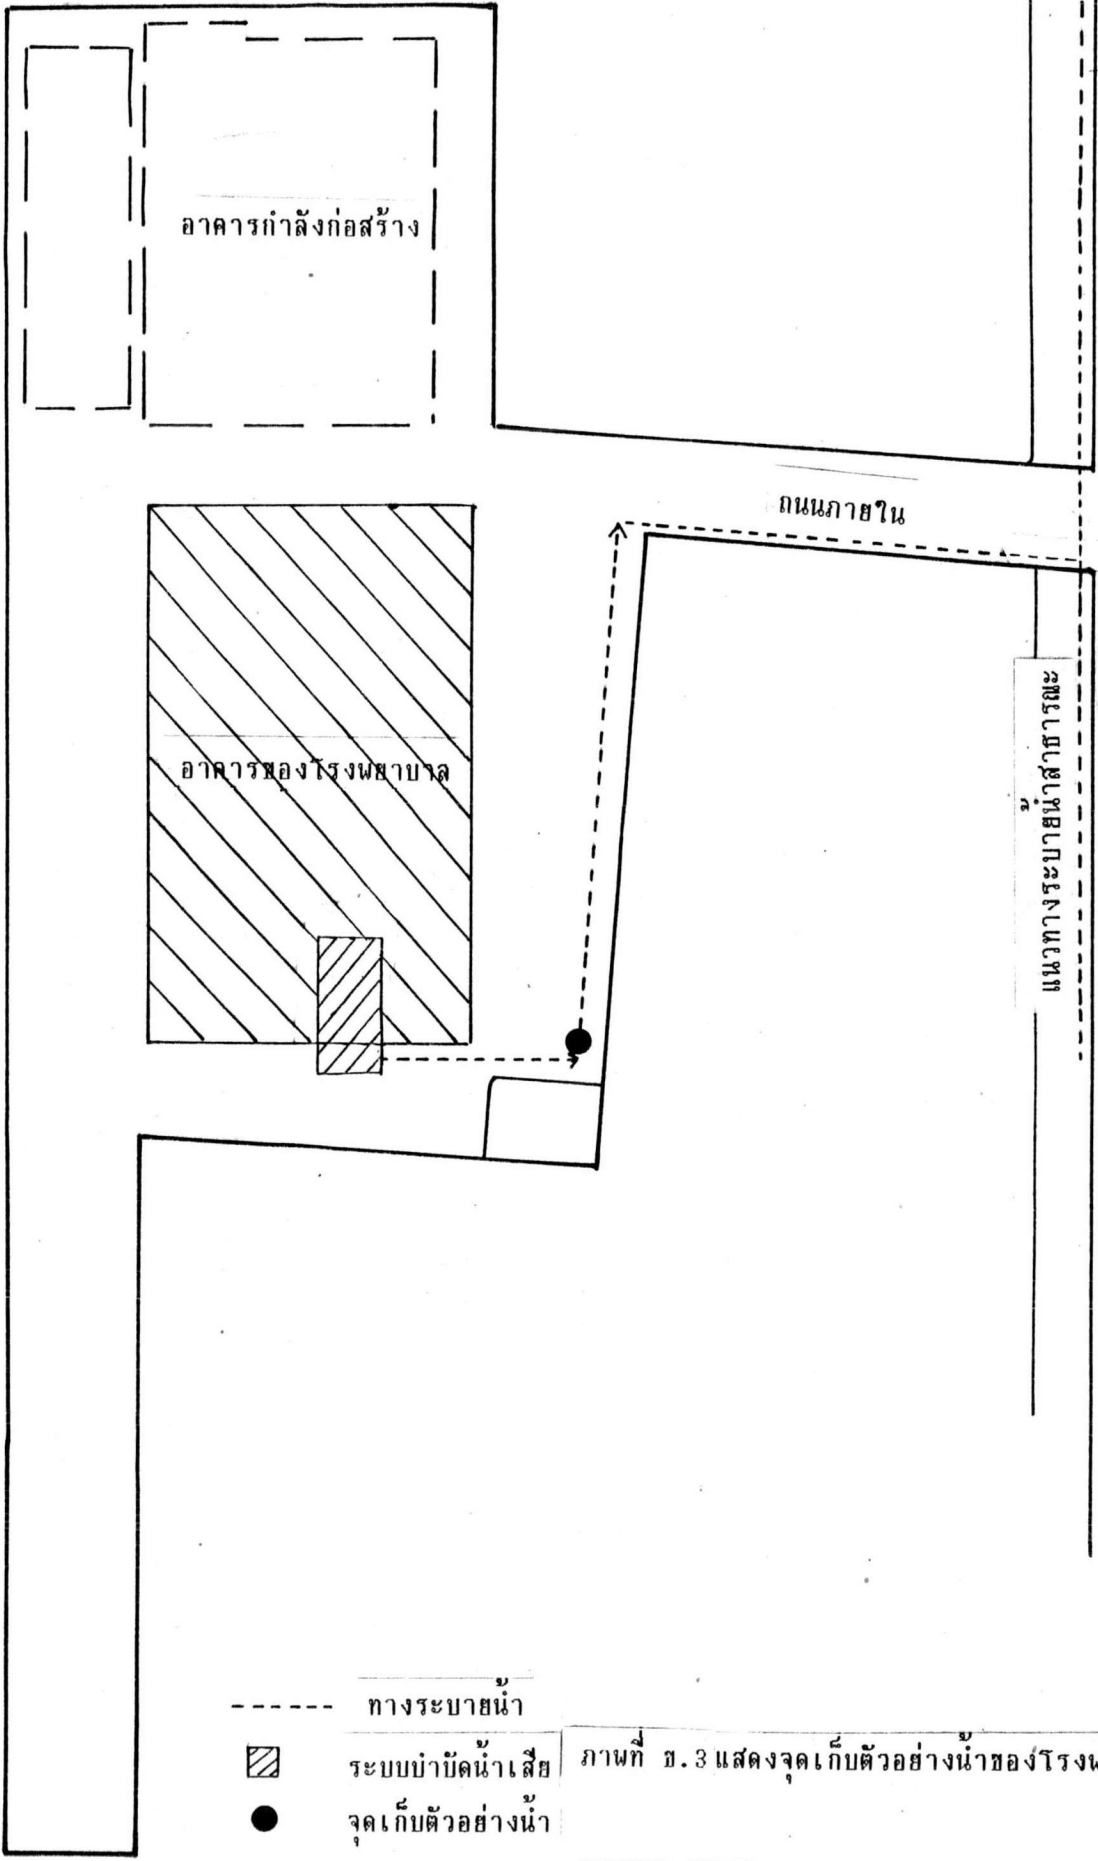 อาคารกำลังก่อสร้าง
ถนนภายใน
อาคารของโรงพยาบาล
แนวทางระบายน้ำสาธารณะ
ทางระบายน้ำ
ระบบบำบัดน้ำเสีย
จุดเก็บตัวอย่างน้ำ
ภาพที่ ข.3 แสดงจุดเก็บตัวอย่างน้ำของโรงพ